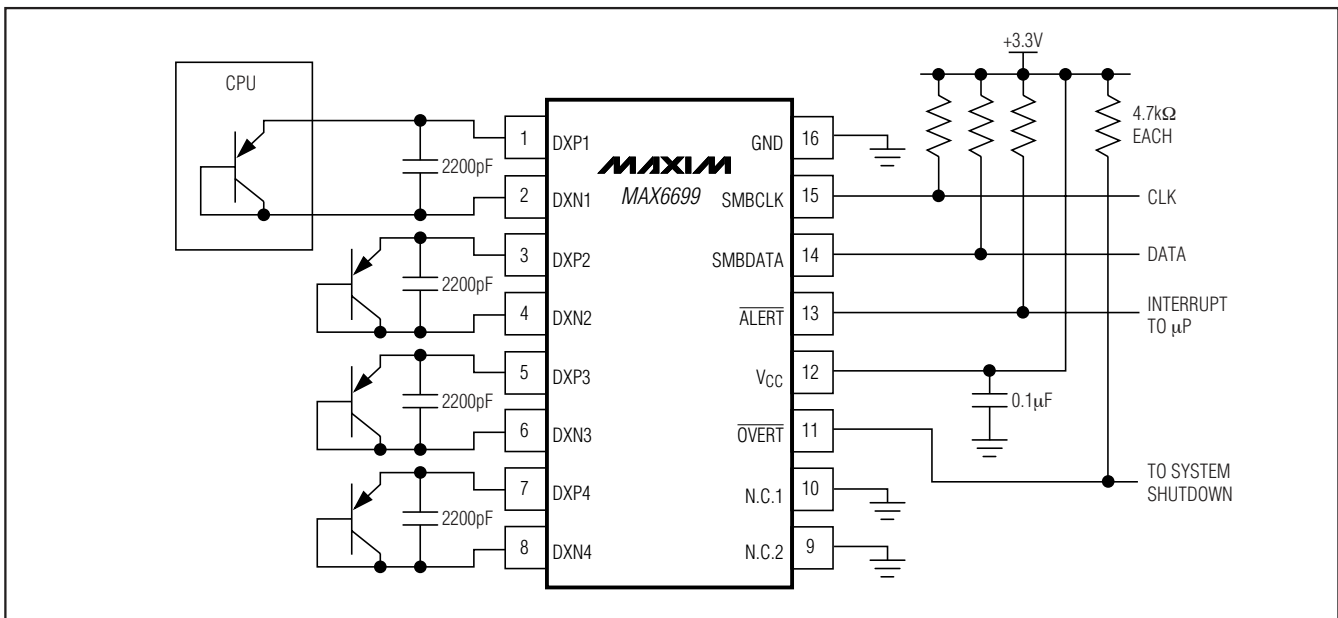 +3.3V
CPU
4.7kΩ
EACH
1
DXP1
2200pF
2
DXN1
3
DXP2
2200pF
4
DXN2
5
DXP3
2200pF
6
DXN3
7
DXP4
2200pF
8
DXN4
MAXIM
MAX6699
GND
16
SMBCLK
15
CLK
SMBDATA
14
DATA
ALERT
13
INTERRUPT
TO µP
VCC
12
0.1µF
OVERT
11
TO SYSTEM
SHUTDOWN
N.C.1
10
N.C.2
9